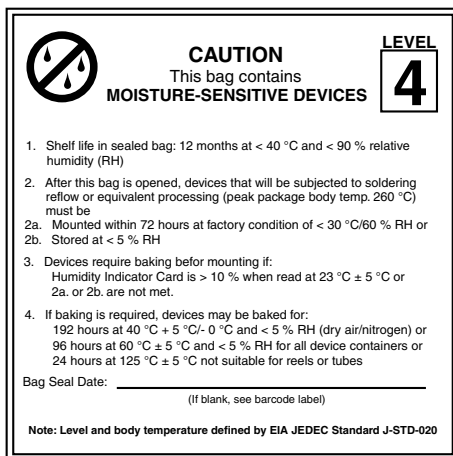 CAUTION
This bag contains
MOISTURE-SENSITIVE DEVICES
LEVEL
4
1. Shelf life in sealed bag: 12 months at < 40 °C and < 90 % relative
humidity (RH)
2. After this bag is opened, devices that will be subjected to soldering
reflow or equivalent processing (peak package body temp. 260 °C)
must be
2a. Mounted within 72 hours at factory condition of < 30 °C/60 % RH or
2b. Stored at < 5 % RH
3. Devices require baking befor mounting if:
Humidity Indicator Card is > 10 % when read at 23 °C ± 5 °C or
2a. or 2b. are not met.
4. If baking is required, devices may be baked for:
192 hours at 40 °C + 5 °C/- 0 °C and < 5 % RH (dry air/nitrogen) or
96 hours at 60 °C ± 5 °C and < 5 % RH for all device containers or
24 hours at 125 °C ± 5 °C not suitable for reels or tubes
Bag Seal Date:
(If blank, see barcode label)
Note: Level and body temperature defined by EIA JEDEC Standard J-STD-020